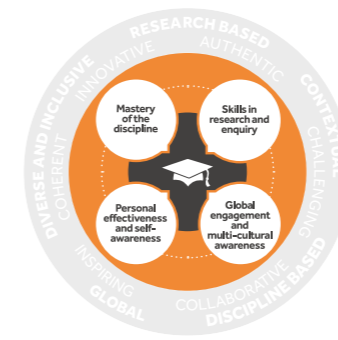 RESEARCH BASED
CONTEXTUAL
DISCIPLINE BASED
GLOBAL
DIVERSE AND INCLUSIVE
INNOVATIVE
AUTHENTIC
CHALLENGING
COLLABORATIVE
INSPIRING
COHERENT
Mastery
of the
discipline
Skills in
research and
enquiry
Personal
effectiveness
and self-
awareness
Global
engagement
and
multi-cultural
awareness